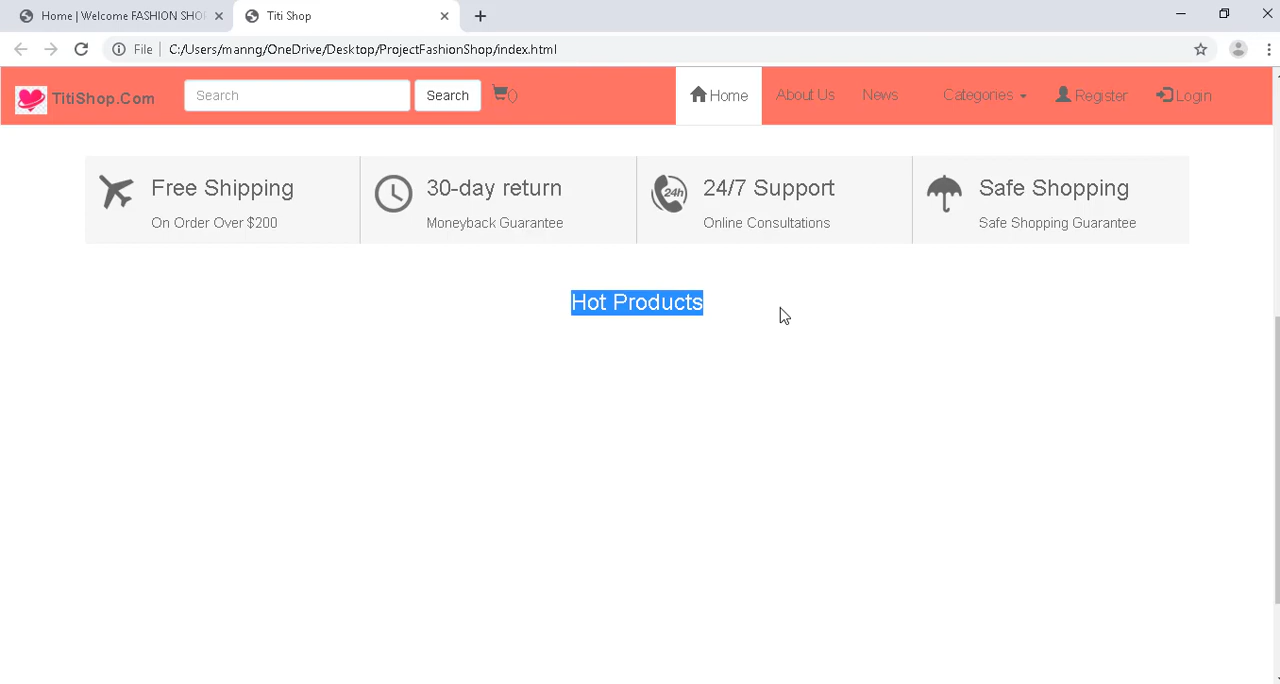 Home | Welcome FASHION SHOP
Titi Shop
File
C:/Users/manng/OneDrive/Desktop/ProjectFashionShop/index.html
TitiShop.Com
Search
Search
()
Home
About Us
News
Categories
Register
Login
Free Shipping
On Order Over $200
30-day return
Moneyback Guarantee
24h
24/7 Support
Online Consultations
Safe Shopping
Safe Shopping Guarantee
Hot Products